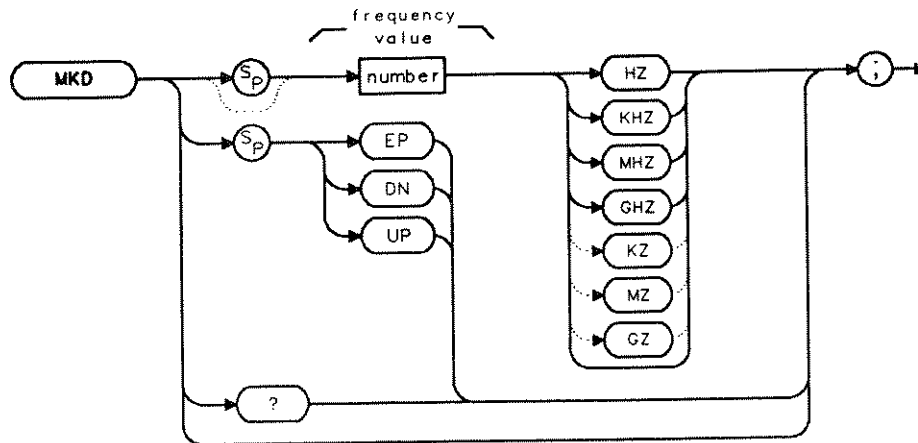 frequency
value
MKD
SP
number
HZ
;
KHZ
SP
EP
MHZ
DN
GHZ
UP
KZ
MZ
GZ
?